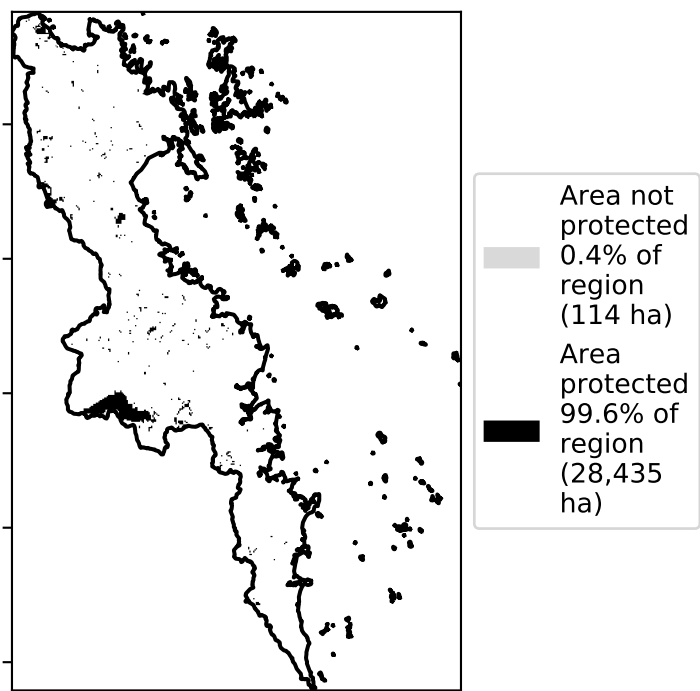 Area not
protected
0.4% of
region
(114 ha)
Area
protected
99.6% of
region
(28,435
ha)